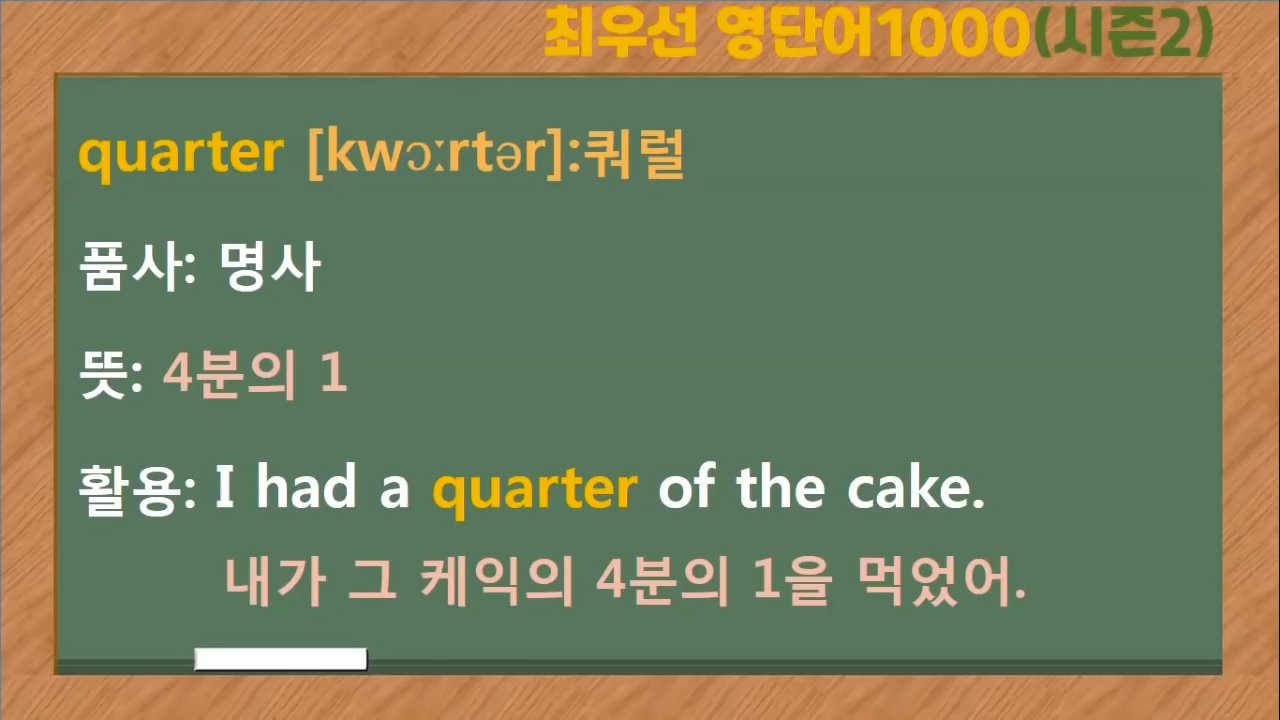 최우선 영단어1000(시즌2)
quarter [kwɔːrtər]:쿼럴
품사: 명사
뜻: 4분의 1
활용: I had a quarter of the cake.
내가 그 케익의 4분의 1을 먹었어.